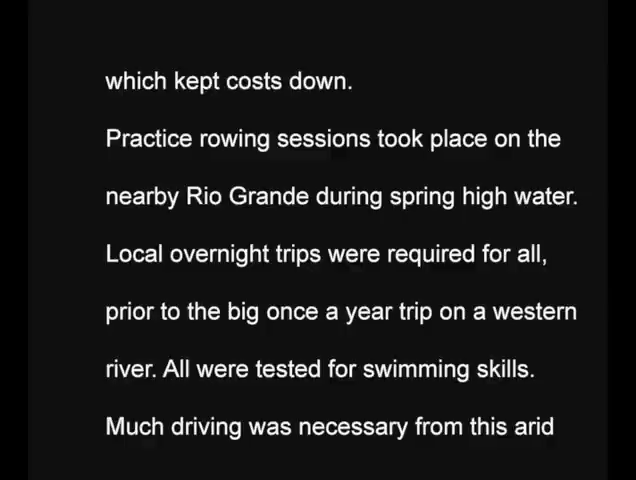 which kept costs down.
Practice rowing sessions took place on the
nearby Rio Grande during spring high water.
Local overnight trips were required for all,
prior to the big once a year trip on a western
river. All were tested for swimming skills.
Much driving was necessary from this arid